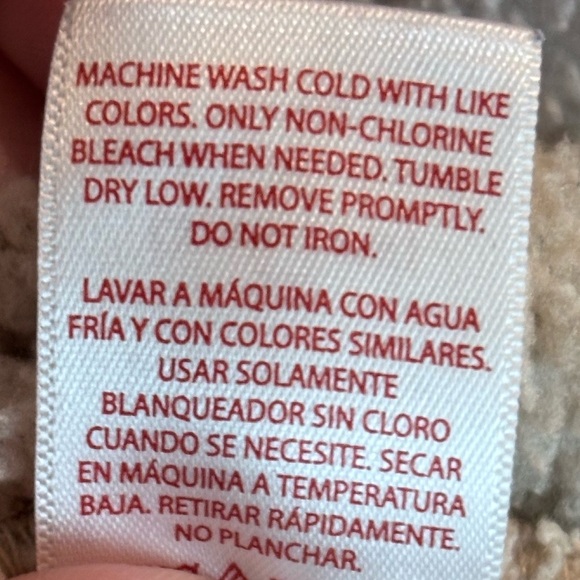 MACHINE WASH COLD WITH LIKE
COLORS. ONLY NON-CHLORINE
BLEACH WHEN NEEDED. TUMBLE
DRY LOW. REMOVE PROMPTLY.
DO NOT IRON.
LAVAR A MÁQUINA CON AGUA
FRÍA Y CON COLORES SIMILARES.
USAR SOLAMENTE
BLANQUEADOR SIN CLORO
CUANDO SE NECESITE. SECAR
EN MÁQUINA A TEMPERATURA
BAJA. RETIRAR RÁPIDAMENTE.
NO PLANCHAR.